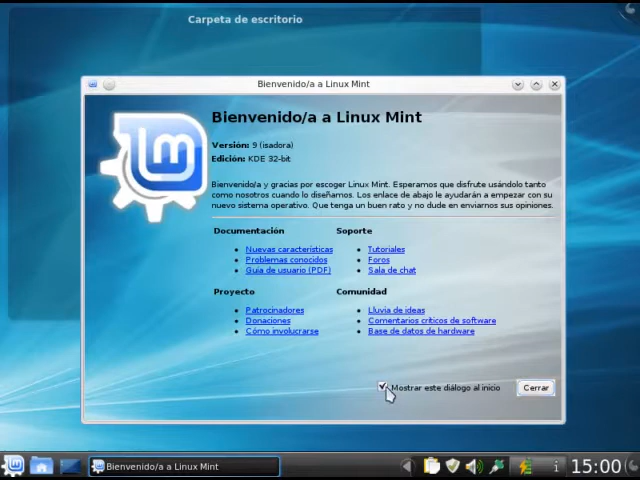 Carpeta de escritorio
Bienvenido/a a Linux Mint
Bienvenido/a a Linux Mint
Versión: 9 (isadora)
Edición: KDE 32-bit
Bienvenido/a y gracias por escoger Linux Mint. Esperamos que disfrute usándolo tanto
como nosotros cuando lo diseñamos. Los enlace de abajo le ayudarán a empezar con su
nuevo sistema operativo. Que tenga un buen rato y no dude en enviarnos sus opiniones.
Documentación
Nuevas características
Problemas conocidos
Guía de usuario (PDF)
Soporte
Tutoriales
Foros
Sala de chat
Proyecto
Patrocinadores
Donaciones
Cómo involucrarse
Comunidad
Lluvia de ideas
Comentarios críticos de software
Base de datos de hardware
Mostrar este diálogo al inicio
Cerrar
Bienvenido/a a Linux Mint
15:00